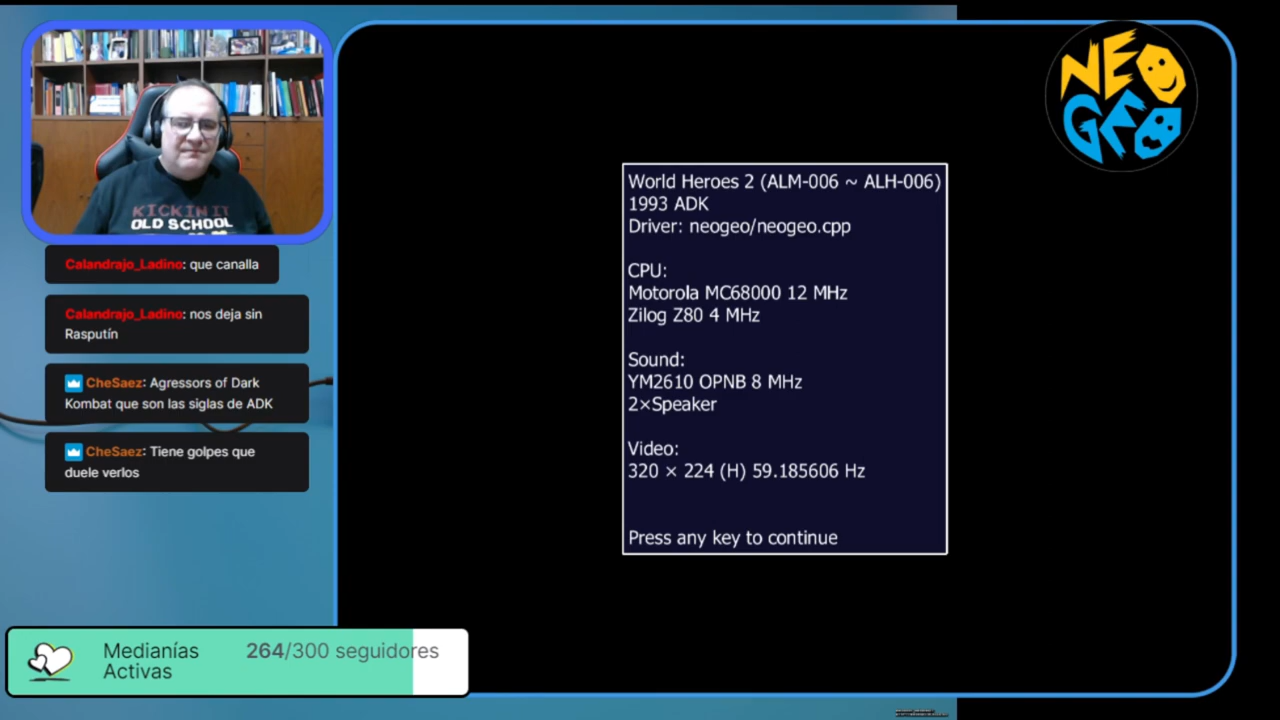 KICKIN IT
OLD SCHOOL
Calandrajo_Ladino: que canalla
Calandrajo_Ladino: nos deja sin
Rasputín
CheSaez: Agressors of Dark
Kombat que son las siglas de ADK
CheSaez: Tiene golpes que
duele verlos
Medianías
Activas
264/300 seguidores
NEO
GEO
World Heroes 2 (ALM-006 ~ ALH-006)
1993 ADK
Driver: neogeo/neogeo.cpp
CPU:
Motorola MC68000 12 MHz
Zilog Z80 4 MHz
Sound:
YM2610 OPNB 8 MHz
2×Speaker
Video:
320 × 224 (H) 59.185606 Hz
Press any key to continue